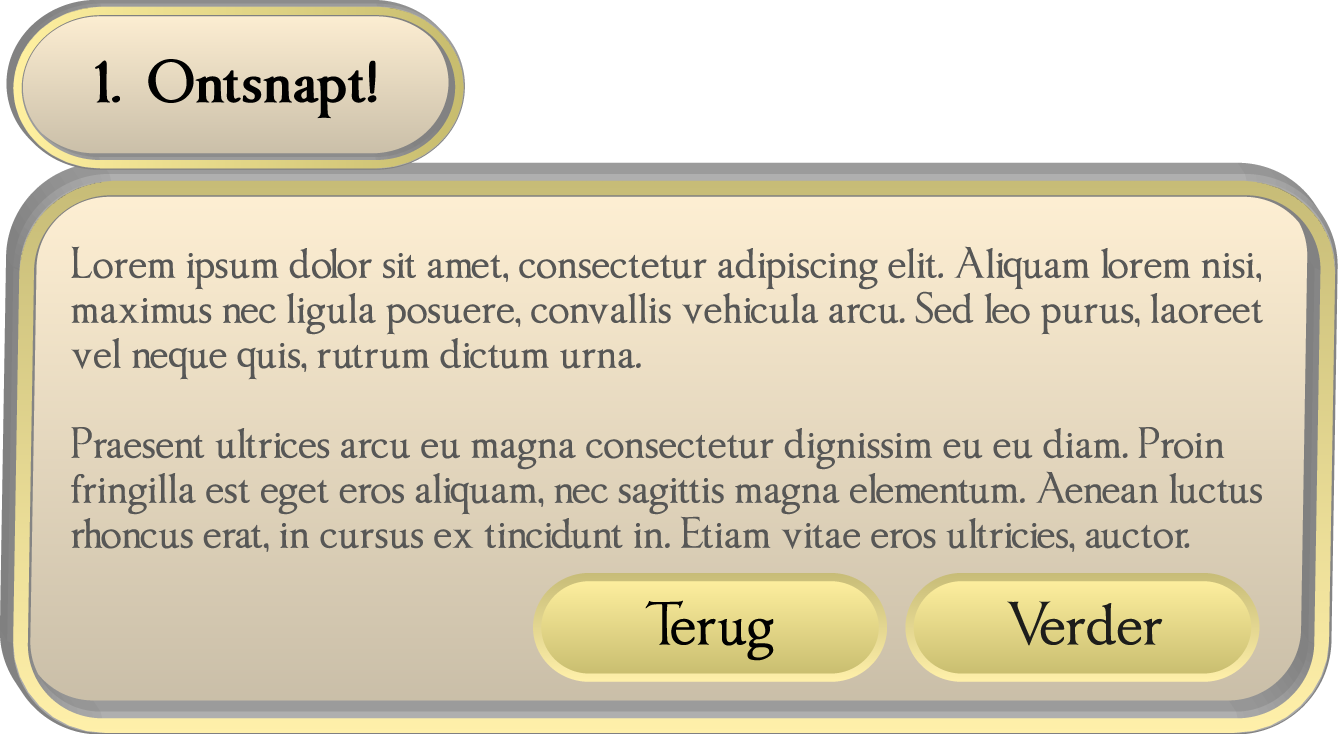 1. Ontsnapt!
Lorem ipsum dolor sit amet, consectetur adipiscing elit. Aliquam lorem nisi,
maximus nec ligula posuere, convallis vehicula arcu. Sed leo purus, laoreet
vel neque quis, rutrum dictum urna.
Praesent ultrices arcu eu magna consectetur dignissim eu eu diam. Proin
fringilla est eget eros aliquam, nec sagittis magna elementum. Aenean luctus
rhoncus erat, in cursus ex tincidunt in. Etiam vitae eros ultricies, auctor.
Terug Verder